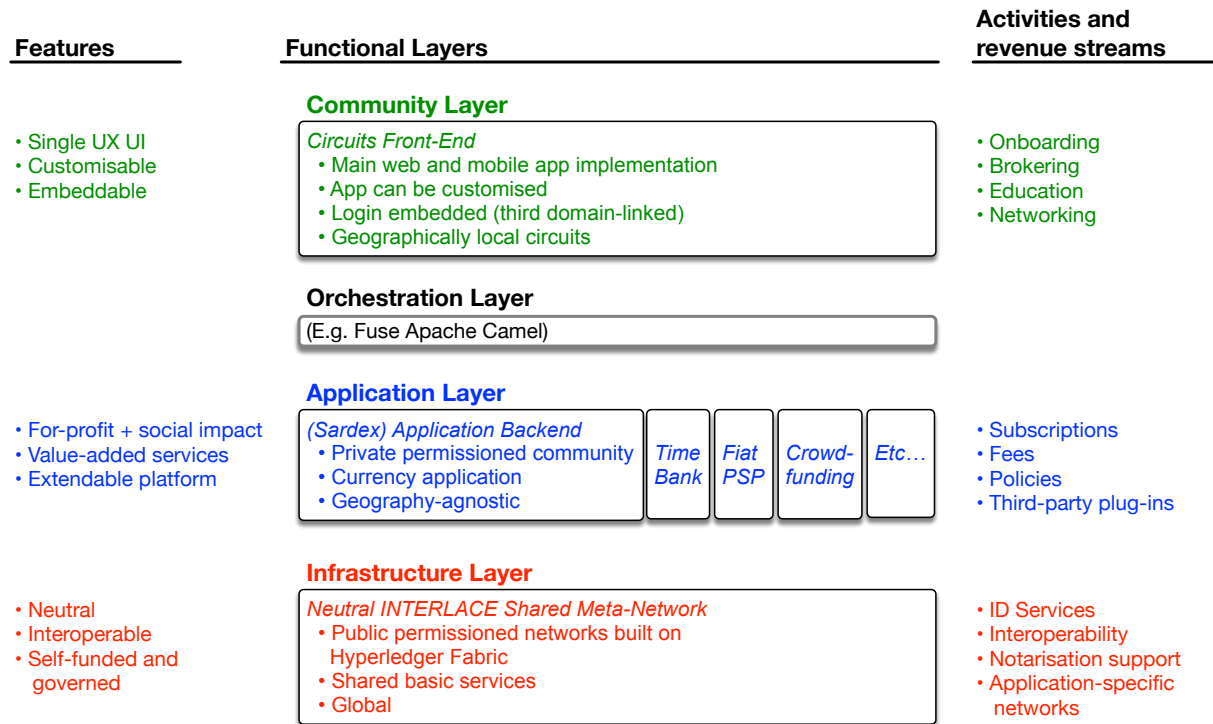 Features
Functional Layers
Activities and
revenue streams
Community Layer
• Single UX UI
• Customisable
• Embeddable
Circuits Front-End
• Main web and mobile app implementation
• App can be customised
• Login embedded (third domain-linked)
• Geographically local circuits
• Onboarding
• Brokering
• Education
• Networking
Orchestration Layer
(E.g. Fuse Apache Camel)
Application Layer
• For-profit + social impact
• Value-added services
• Extendable platform
(Sardex) Application Backend
• Private permissioned community
• Currency application
• Geography-agnostic
Time
Bank
Fiat
PSP
Crowd-
funding
Etc…
• Subscriptions
• Fees
• Policies
• Third-party plug-ins
Infrastructure Layer
• Neutral
• Interoperable
• Self-funded and
governed
Neutral INTERLACE Shared Meta-Network
• Public permissioned networks built on
Hyperledger Fabric
• Shared basic services
• Global
• ID Services
• Interoperability
• Notarisation support
• Application-specific
networks